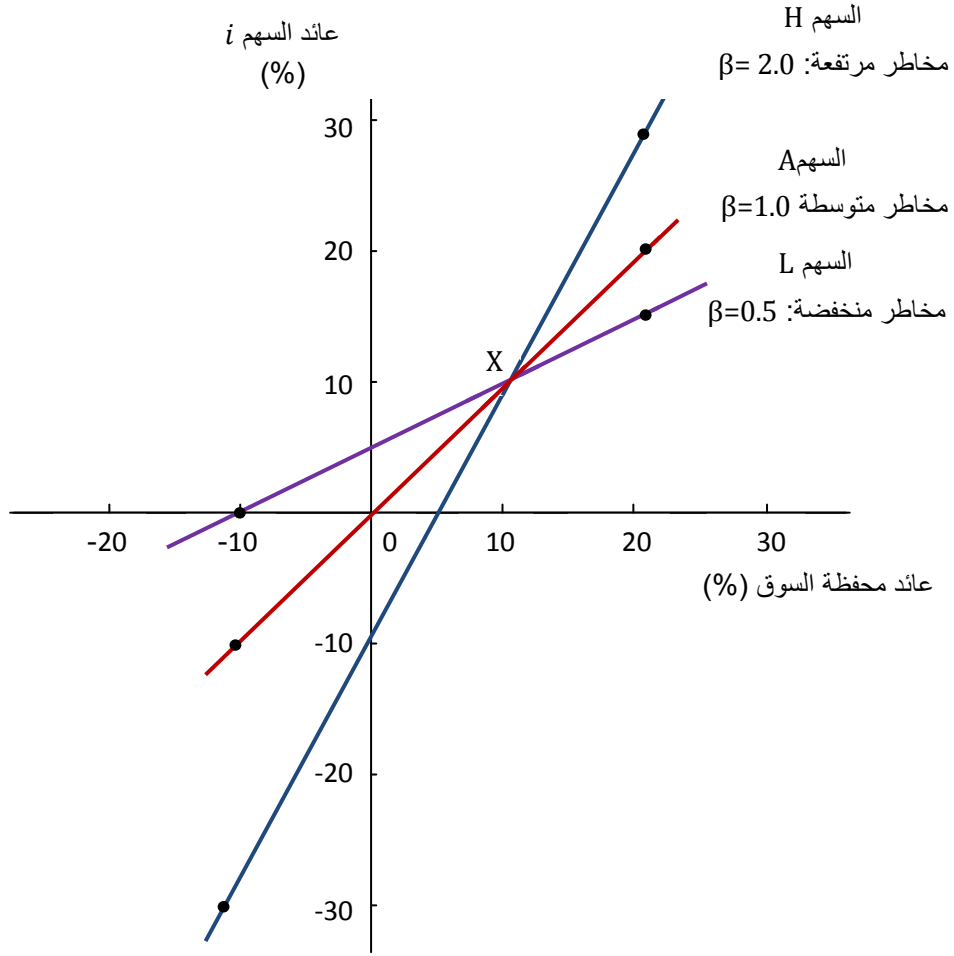 السهم H
مخاطر مرتفعة: β= 2.0
عائد السهم i
(%)
السهمA
مخاطر متوسطة β=1.0
السهم L
مخاطر منخفضة: β=0.5
30
20
X
10
-20 -10 0 10 20 30
عائد محفظة السوق (%)
-10
-20
-30